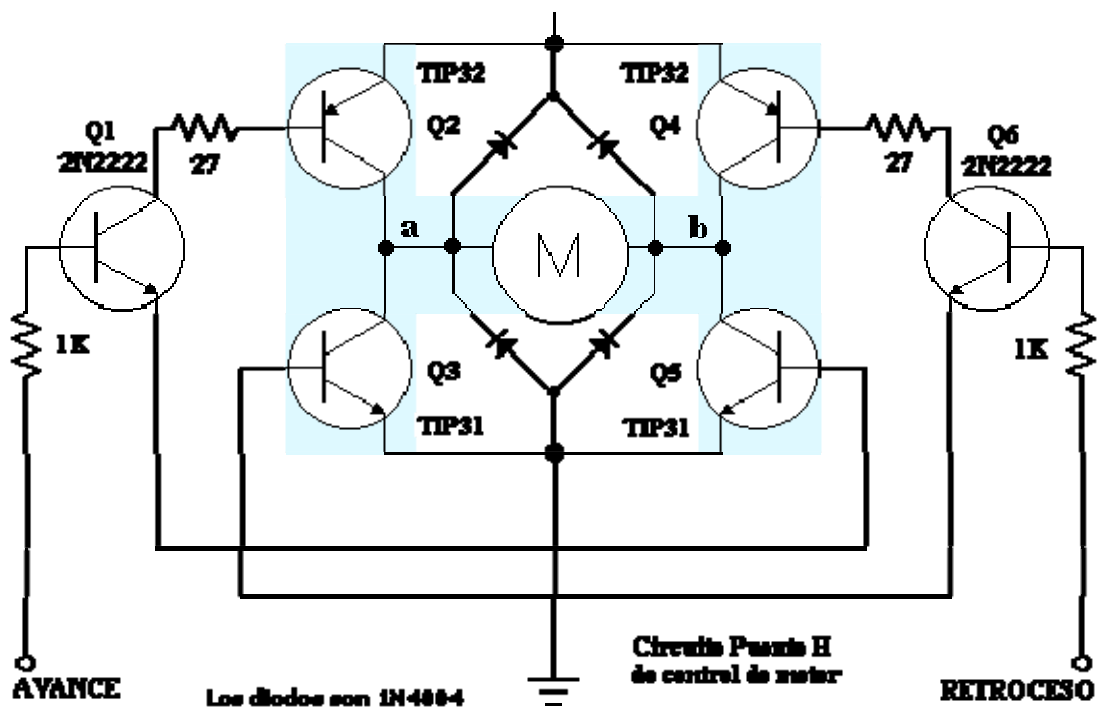 TIP32
TIP32
Q1
2N2222
Q2
Q4
Q6
2N2222
27
27
a
b
M
1K
1K
Q3
Q5
TIP31
TIP31
Circuito Puente H
de control de motor
AVANCE
Los diodos son 1N4004
RETROCESO